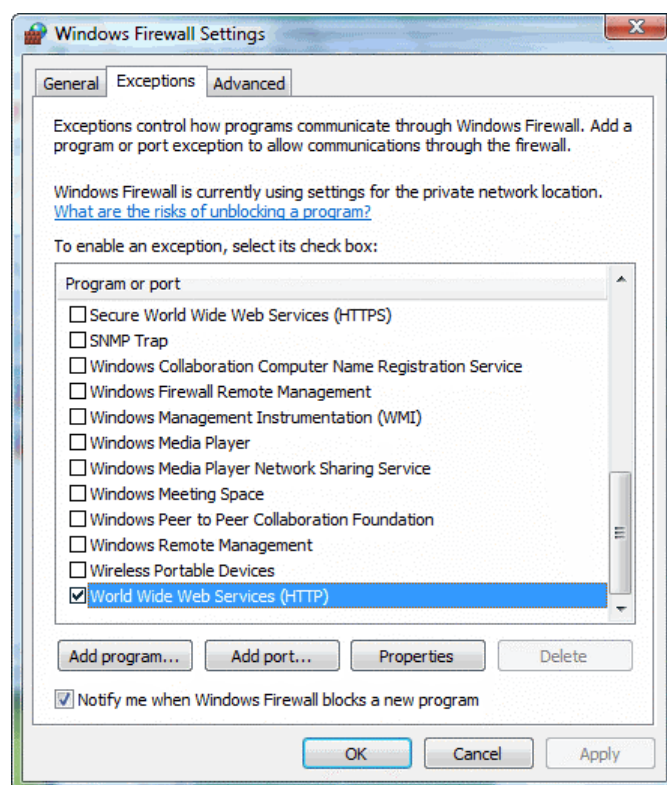 Windows Firewall Settings
General Exceptions Advanced
Exceptions control how programs communicate through Windows Firewall. Add a
program or port exception to allow communications through the firewall.
Windows Firewall is currently using settings for the private network location.
What are the risks of unblocking a program?
To enable an exception, select its check box:
Program or port
Secure World Wide Web Services (HTTPS)
SNMP Trap
Windows Collaboration Computer Name Registration Service
Windows Firewall Remote Management
Windows Management Instrumentation (WMI)
Windows Media Player
Windows Media Player Network Sharing Service
Windows Meeting Space
Windows Peer to Peer Collaboration Foundation
Windows Remote Management
Wireless Portable Devices
World Wide Web Services (HTTP)
Add program... Add port... Properties Delete
Notify me when Windows Firewall blocks a new program
OK Cancel Apply